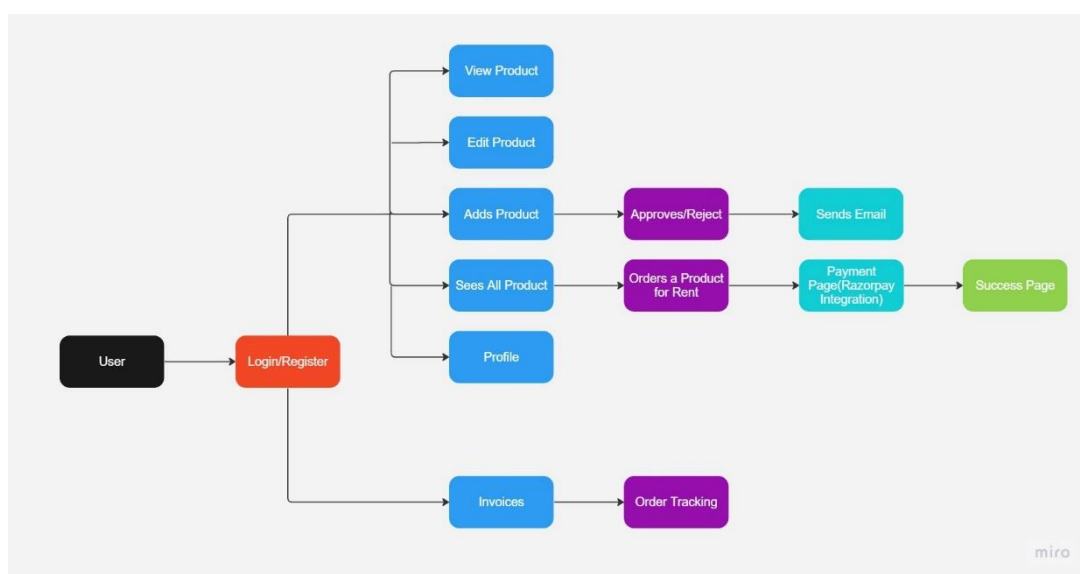 View Product
Edit Product
Adds Product
Approves/Reject
Sends Email
Sees All Product
Orders a Product
for Rent
Payment
Page(Razorpay
Integration)
Success Page
User
Login/Register
Profile
Invoices
Order Tracking
miro